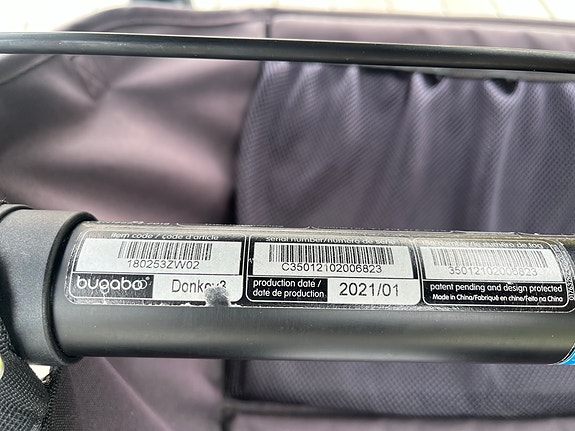 item code / code d'article
180253ZW02
bugaboo
Donkey3
serial number/numéro de série
C35012102006823
production date /
date de production
2021/01
35012102006823
patent pending and design protected
Made in China/Fabriqué en chine/Feito na China